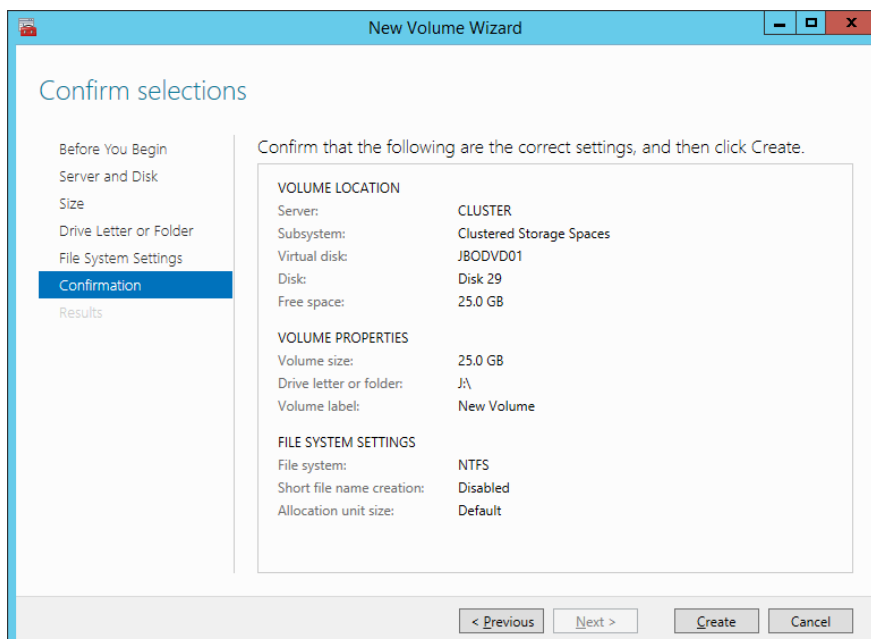 New Volume Wizard
Confirm selections
Before You Begin
Server and Disk
Size
Drive Letter or Folder
File System Settings
Confirmation
Results
Confirm that the following are the correct settings, and then click Create.
VOLUME LOCATION
Server: CLUSTER
Subsystem: Clustered Storage Spaces
Virtual disk: JBODVD01
Disk: Disk 29
Free space: 25.0 GB
VOLUME PROPERTIES
Volume size: 25.0 GB
Drive letter or folder: J:\
Volume label: New Volume
FILE SYSTEM SETTINGS
File system: NTFS
Short file name creation: Disabled
Allocation unit size: Default
< Previous Next > Create Cancel